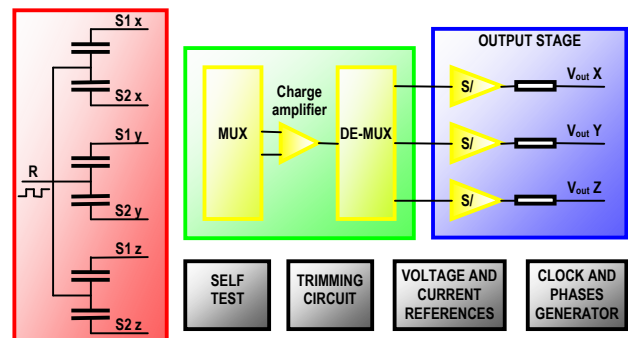 S1 x
S2 x
S1 y
R
S2 y
S1 z
S2 z
MUX
Charge
amplifier
DE-MUX
OUTPUT STAGE
S/
Vout X
S/
Vout Y
S/
Vout Z
SELF
TEST
TRIMMING
CIRCUIT
VOLTAGE AND
CURRENT
REFERENCES
CLOCK AND
PHASES
GENERATOR